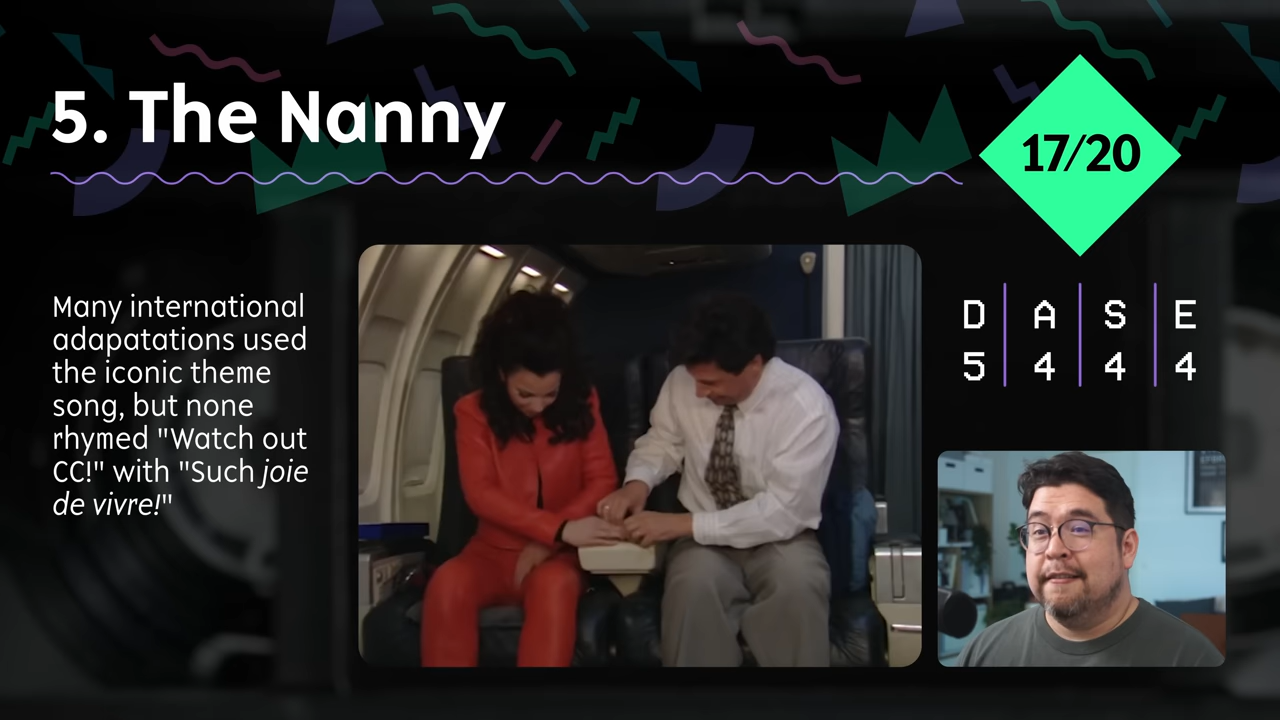 5. The Nanny
17/20
Many international
adapatations used
the iconic theme
song, but none
rhymed "Watch out
CC!" with "Such joie
de vivre!"
D A S E
5 4 4 4